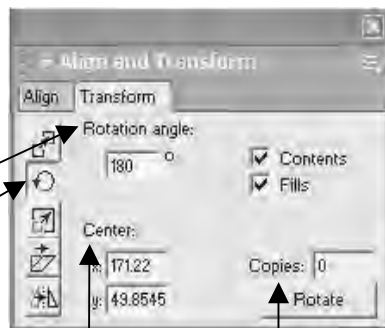 Align and Transform
Align Transform
Rotation angle:
180 °
Contents
Fills
Center:
x: 171.22
Copies: 0
y: 49.8545
Rotate